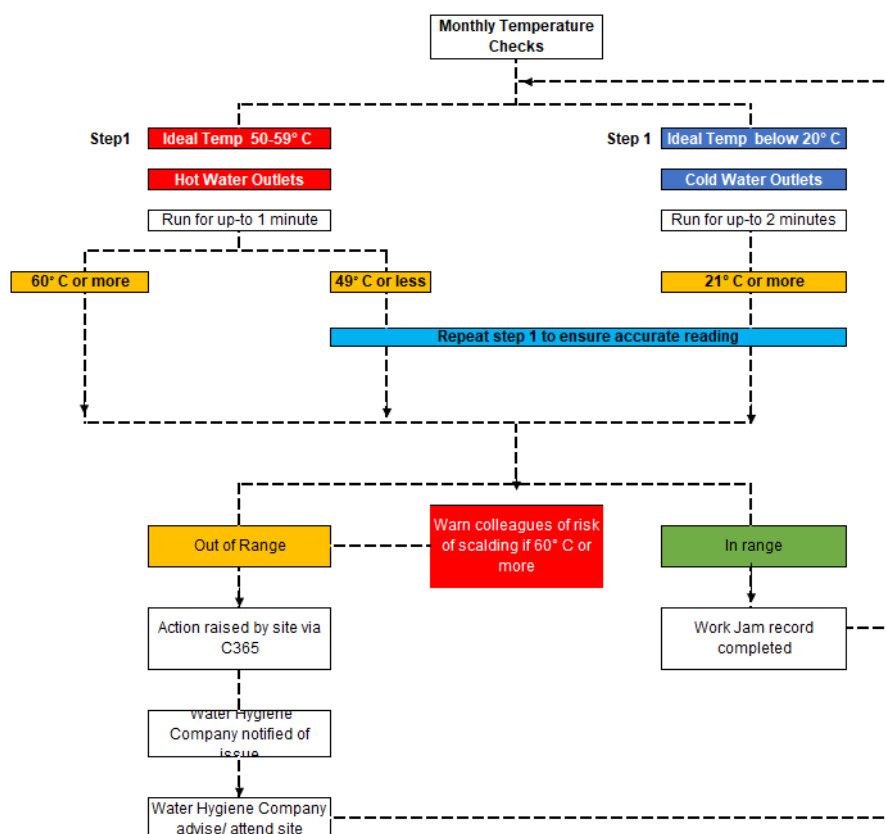 Monthly Temperature
Checks
Step1
Ideal Temp 50-59° C
Step 1
Ideal Temp below 20° C
Hot Water Outlets
Cold Water Outlets
Run for up-to 1 minute
Run for up-to 2 minutes
60° C or more
49° C or less
21° C or more
Repeat step 1 to ensure accurate reading
Out of Range
Warn colleagues of risk
of scalding if 60° C or
more
In range
Action raised by site via
C365
Work Jam record
completed
Water Hygiene
Company notified of
issue
Water Hygiene Company
advise/ attend site